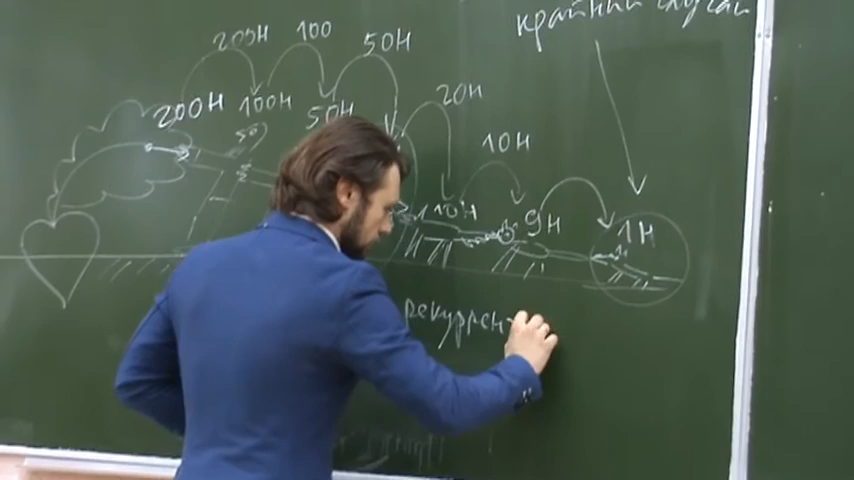 крайний случай
200Н 100 50Н
200Н 100Н 50Н 20Н
10Н
10Н 9Н 1Н
рекуррен-